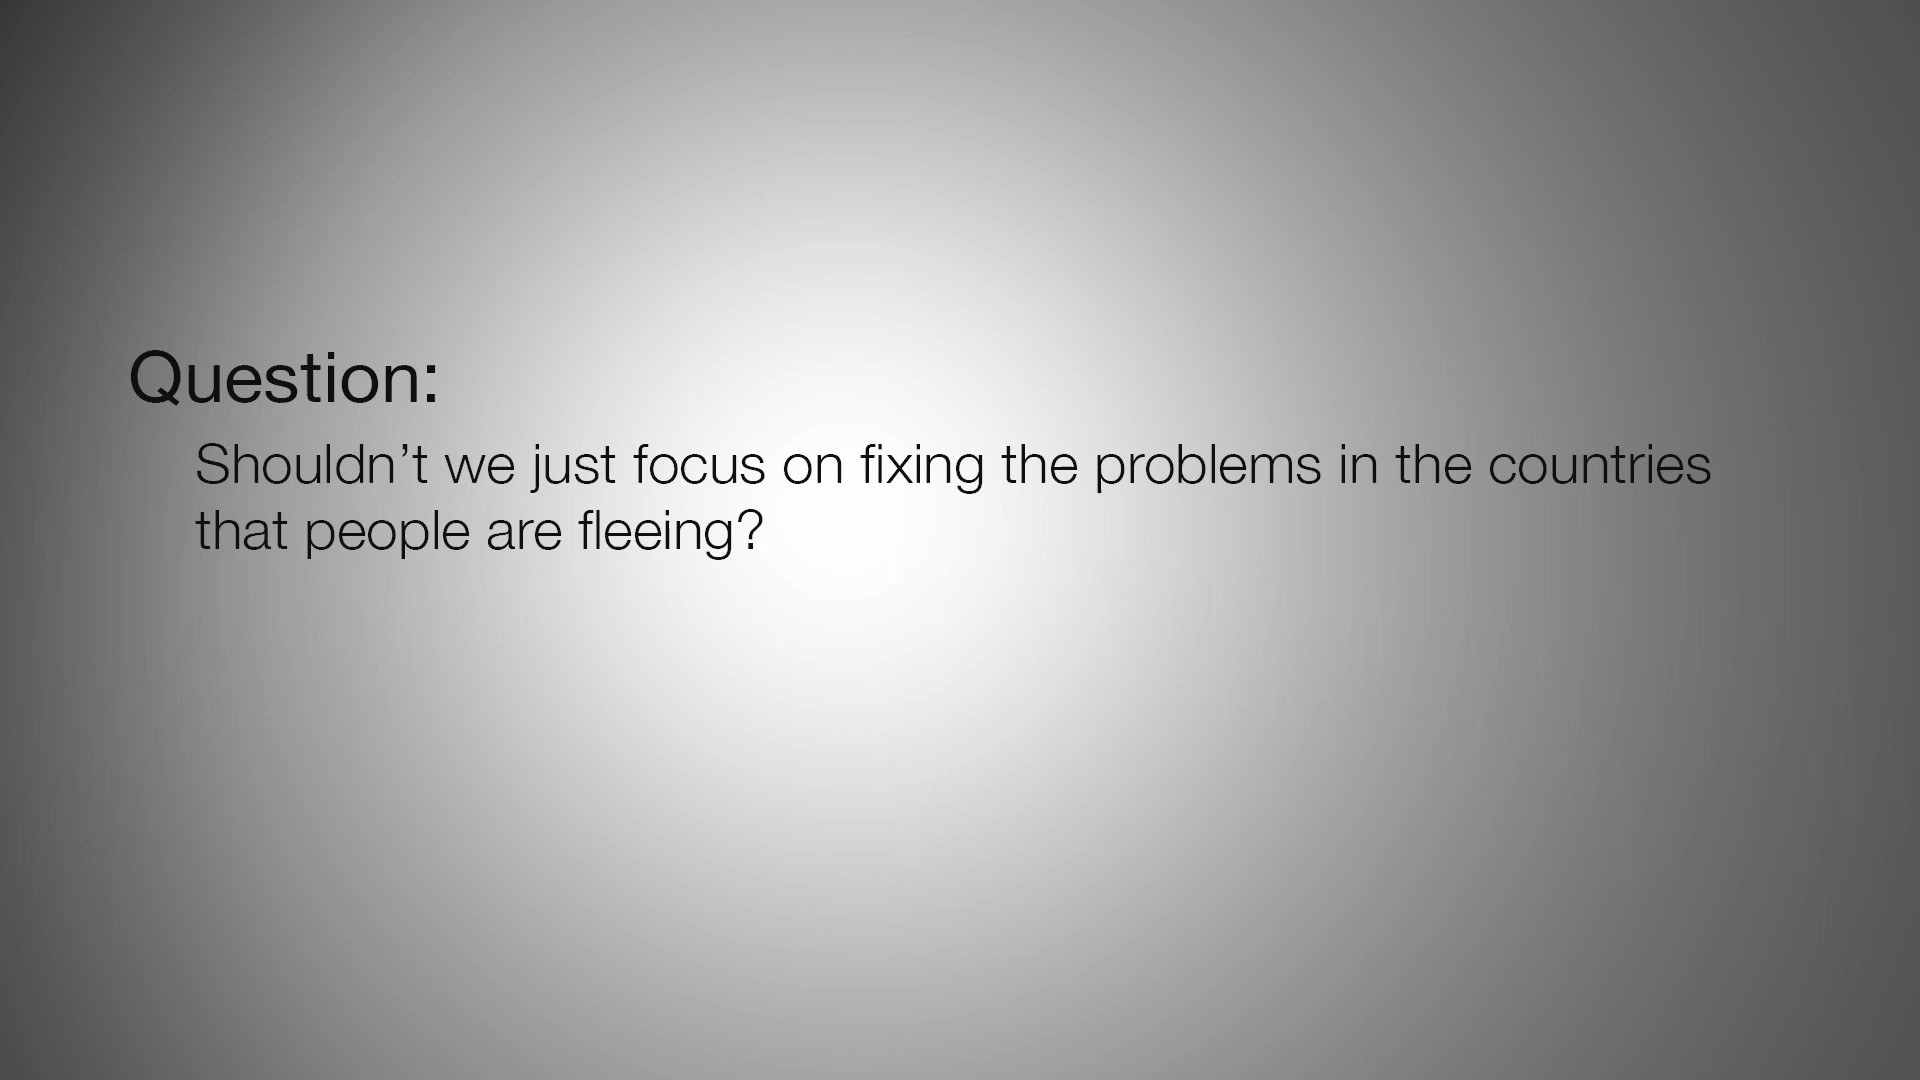 Question:
Shouldn’t we just focus on fixing the problems in the countries
that people are fleeing?